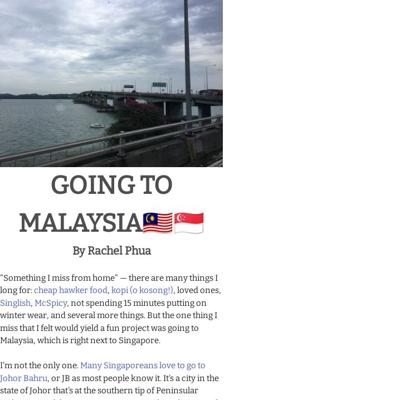 GOING TO
MALAYSIA🇲🇾🇸🇬
By Rachel Phua
"Something I miss from home" — there are many things I
long for: cheap hawker food, kopi (o kosong!), loved ones,
Singlish, McSpicy, not spending 15 minutes putting on
winter wear, and several more things. But the one thing I
miss that I felt would yield a fun project was going to
Malaysia, which is right next to Singapore.
I'm not the only one. Many Singaporeans love to go to
Johor Bahru, or JB as most people know it. It's a city in the
state of Johor that's at the southern tip of Peninsular